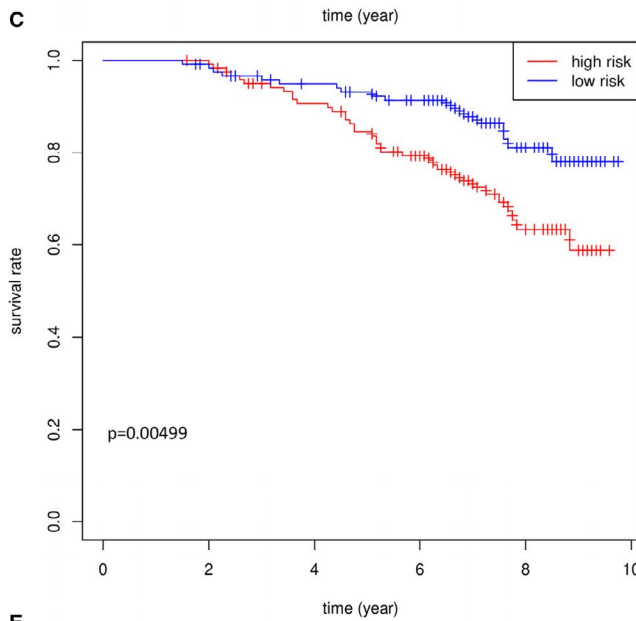 time (year)
C
high risk
low risk
1.0
0.8
0.6
0.4
0.2
0.0
survival rate
p=0.00499
0 2 4 6 8 10
time (year)